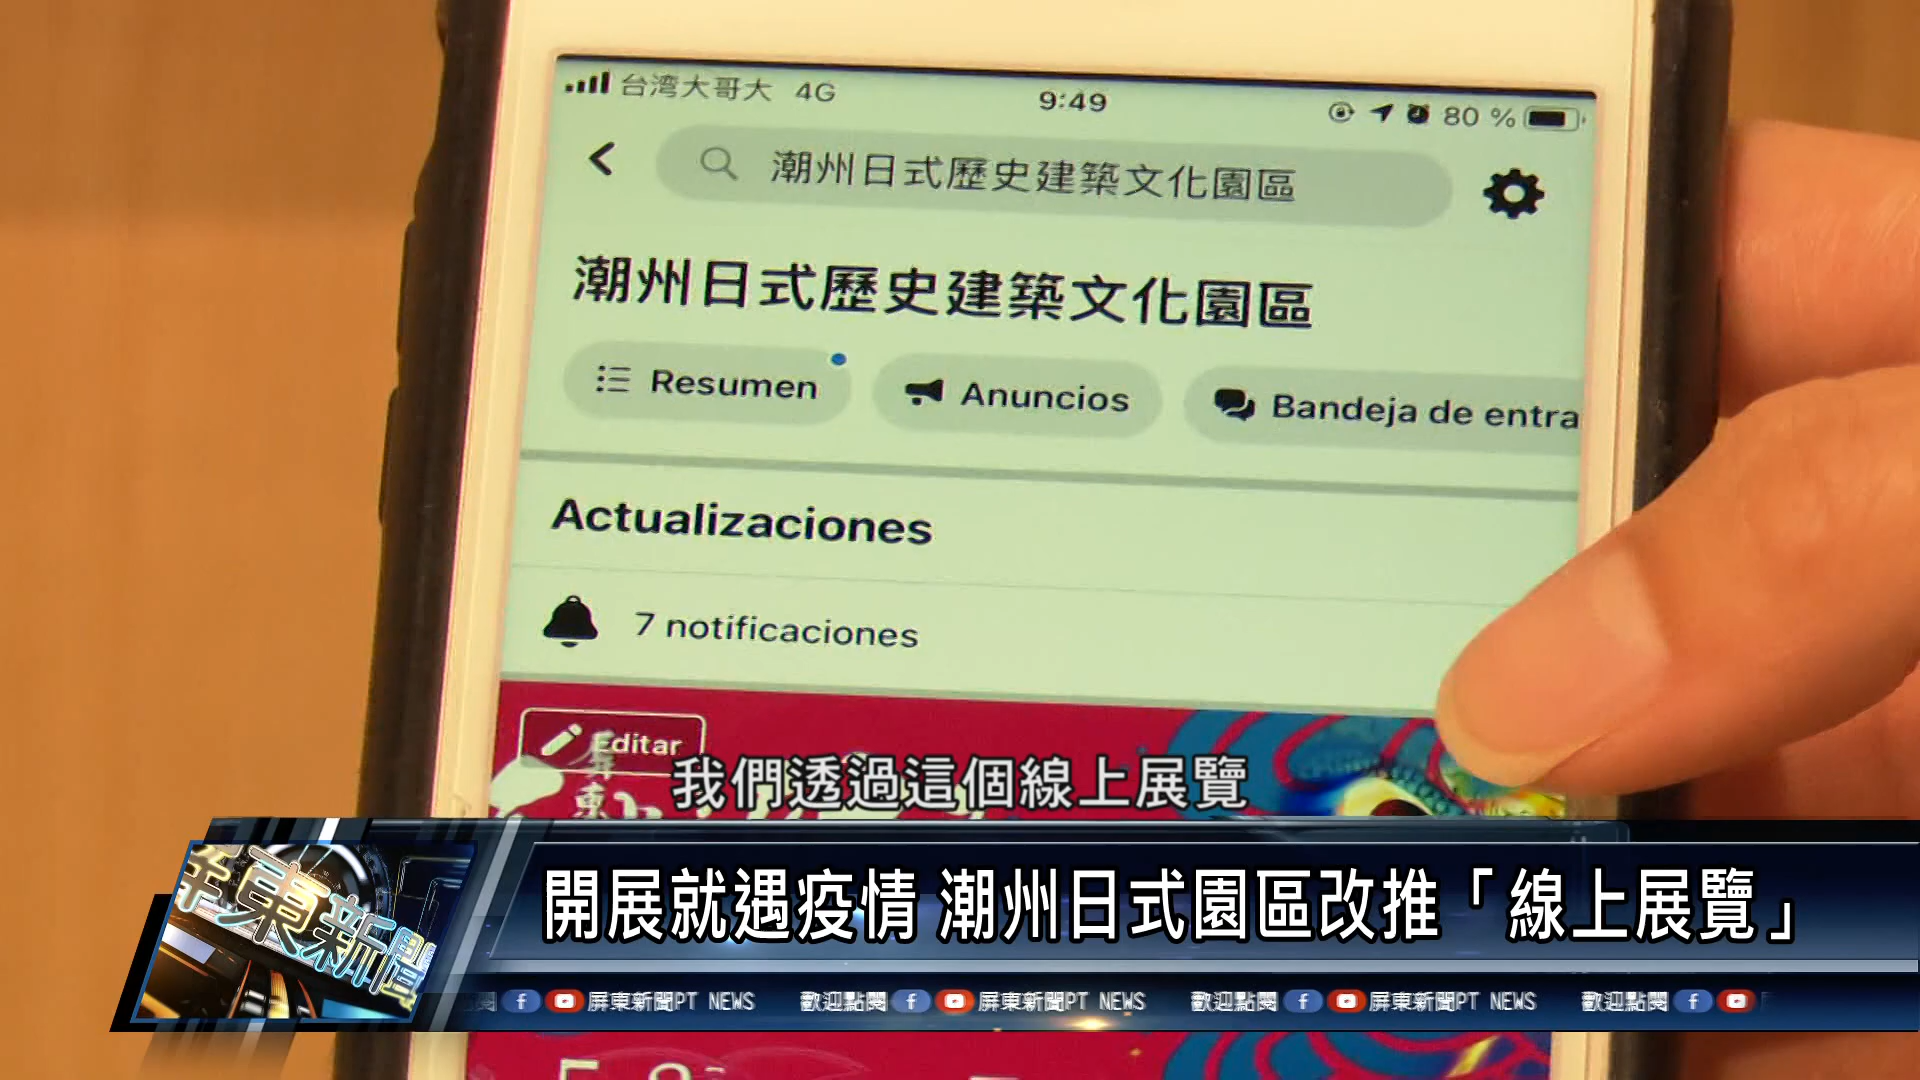 台湾大哥大 4G 9:49 80 %
潮州日式歷史建築文化園區
潮州日式歷史建築文化園區
Resumen Anuncios Bandeja de entra
Actualizaciones
7 notificaciones
Editar
我們透過這個線上展覽
開展就遇疫情 潮州日式園區改推「線上展覽」
屏東新聞
屏東新聞PT NEWS 歡迎點閱 屏東新聞PT NEWS 歡迎點閱 屏東新聞PT NEWS 歡迎點閱